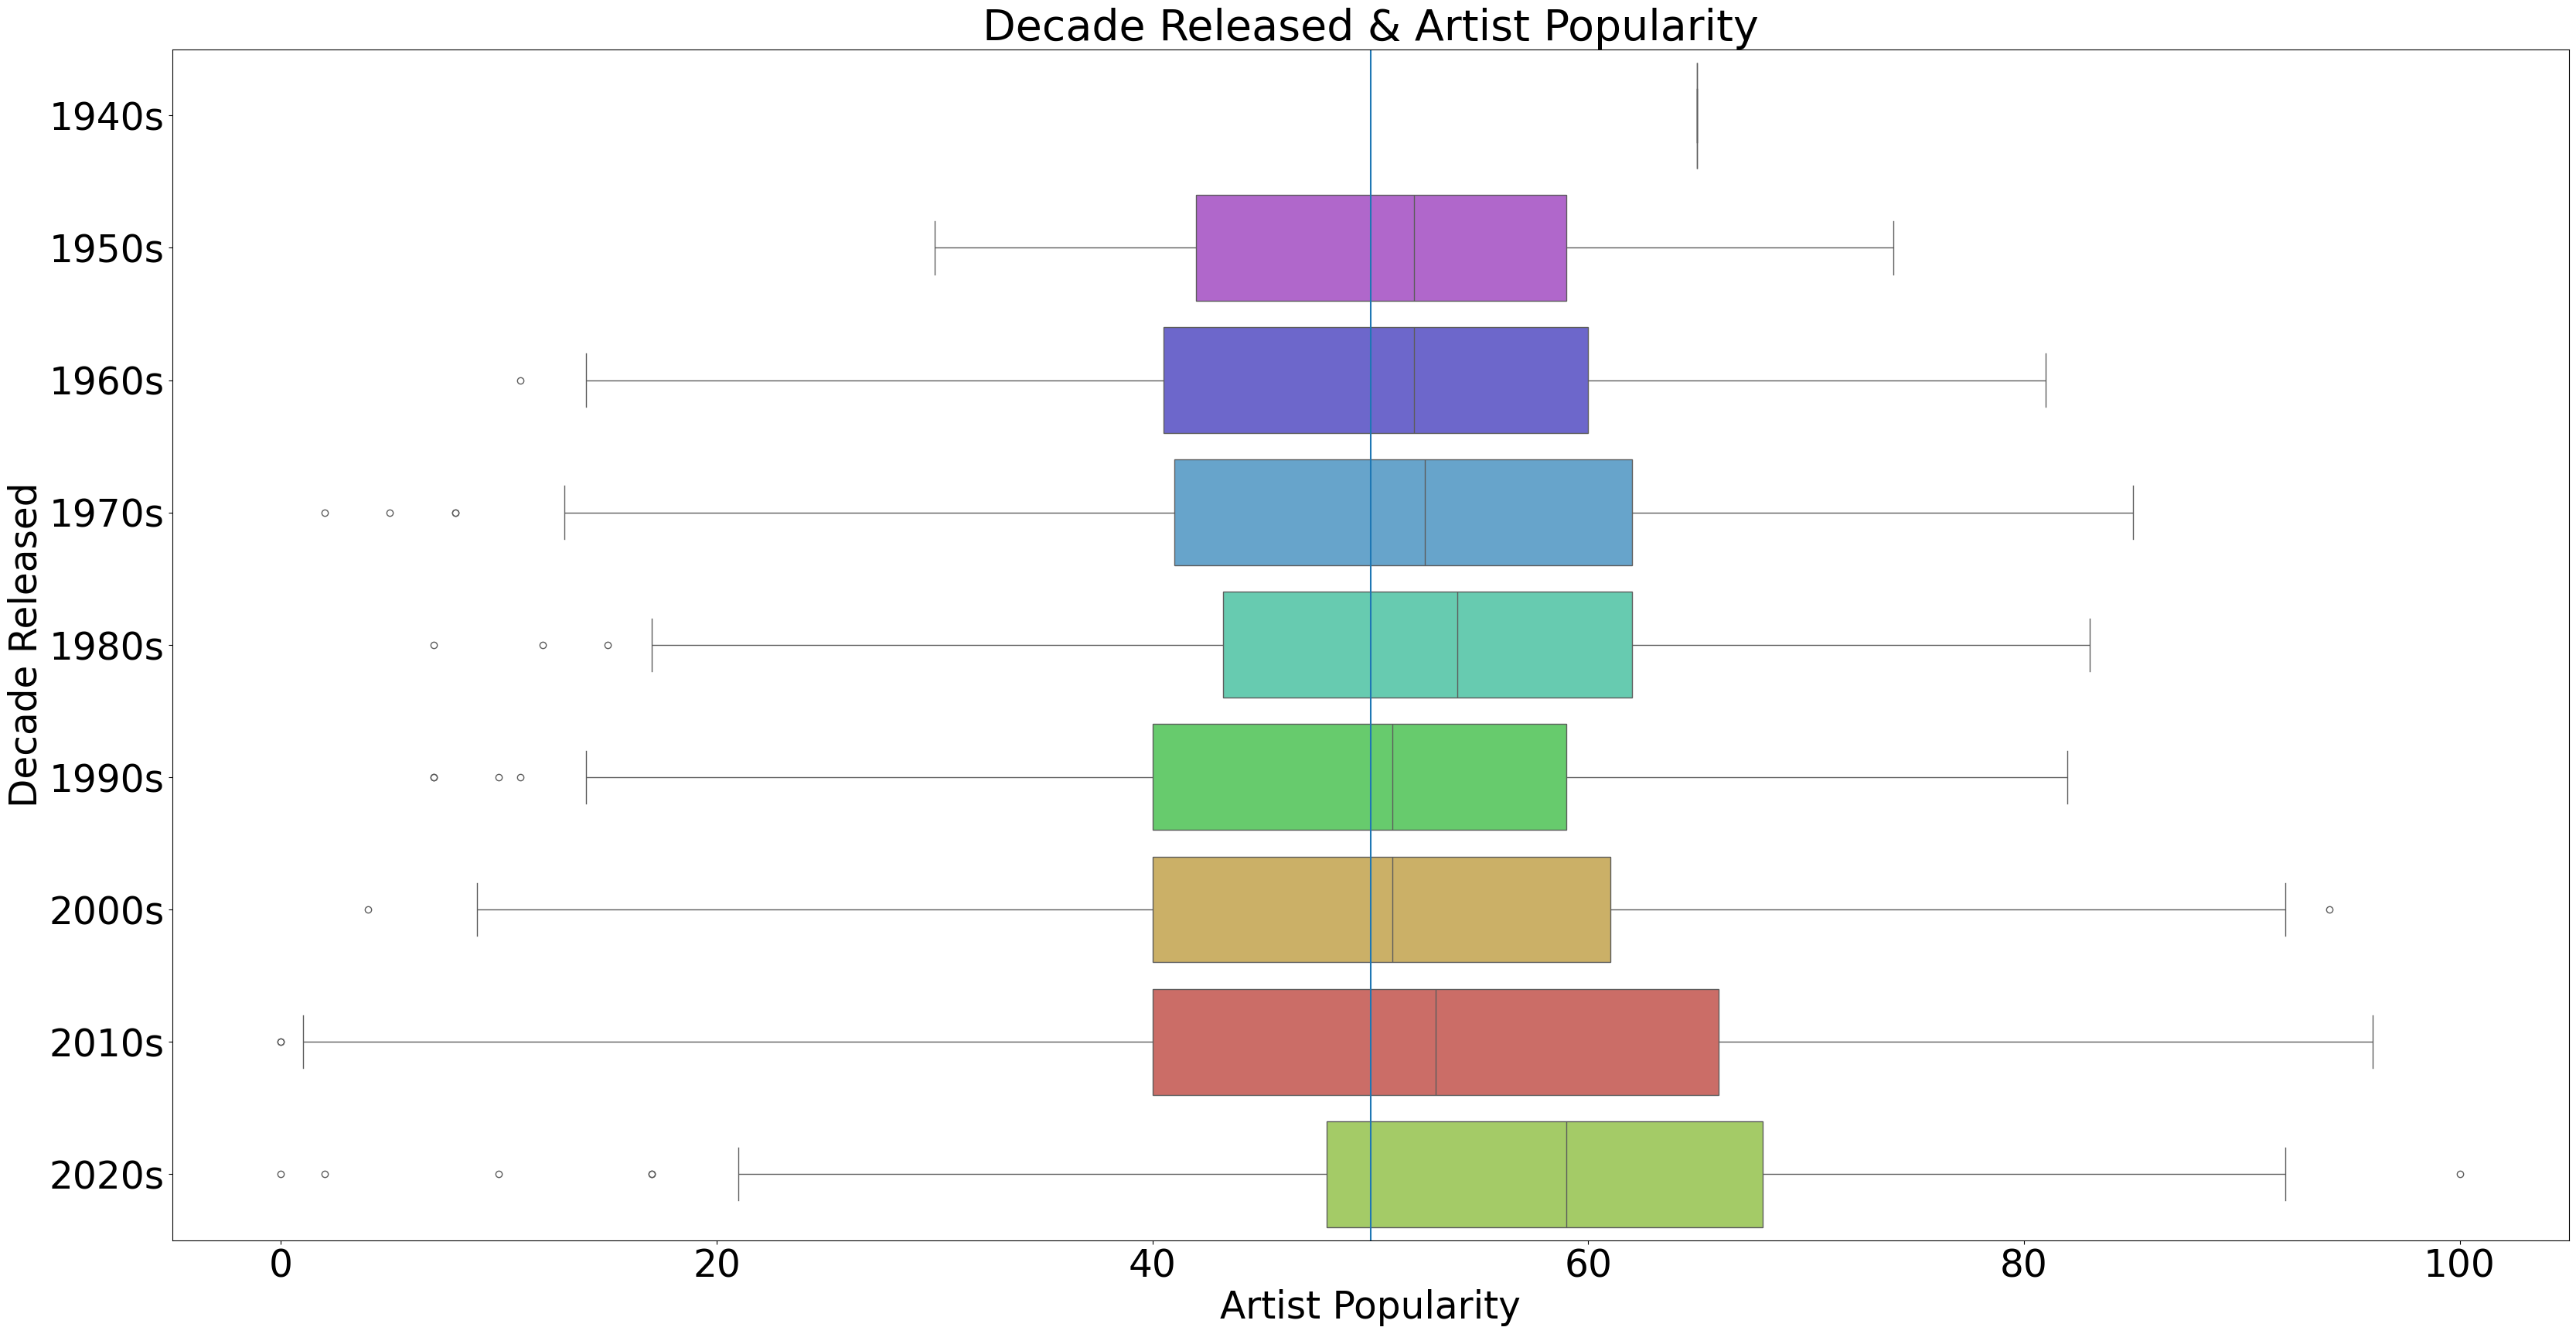 Decade Released & Artist Popularity
Decade Released
1940s
1950s
1960s
1970s
1980s
1990s
2000s
2010s
2020s
0 20 40 60 80 100
Artist Popularity